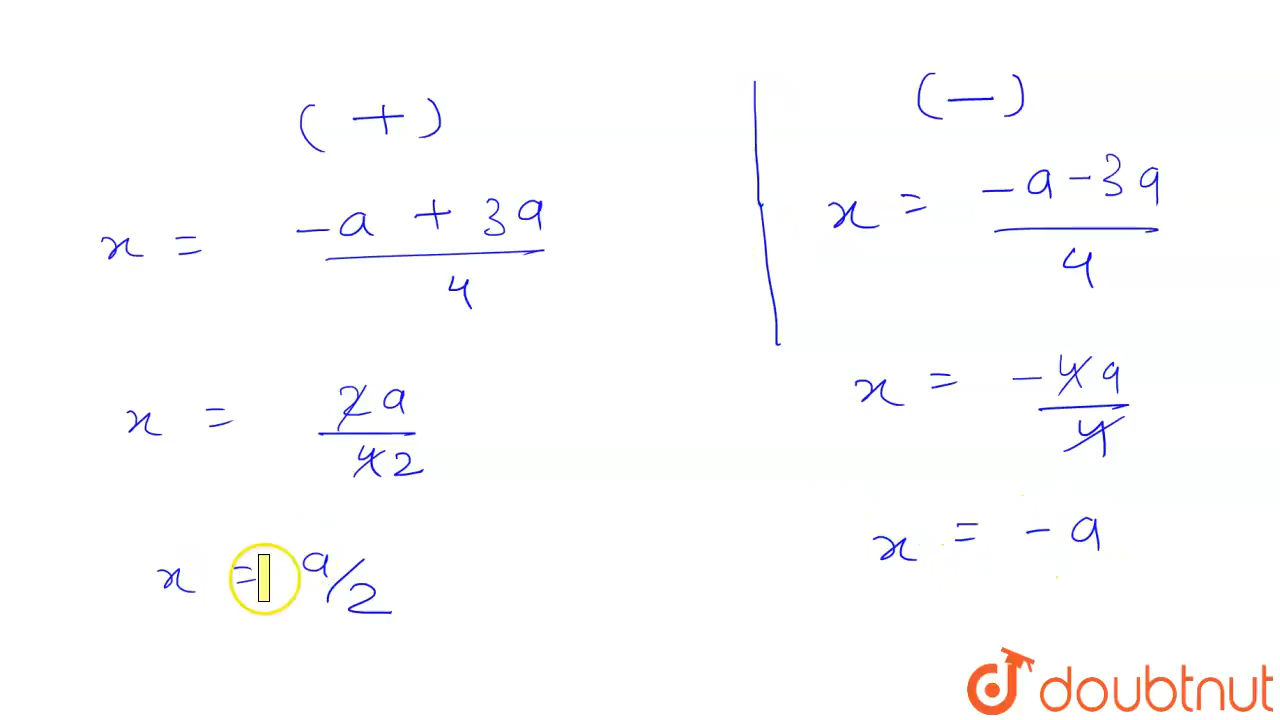 ( + )
x = -a + 3a / 4
x = 2a / 4 2
x = a/2
( - )
x = -a - 3a / 4
x = -4a / 4
x = -a
doubtnut